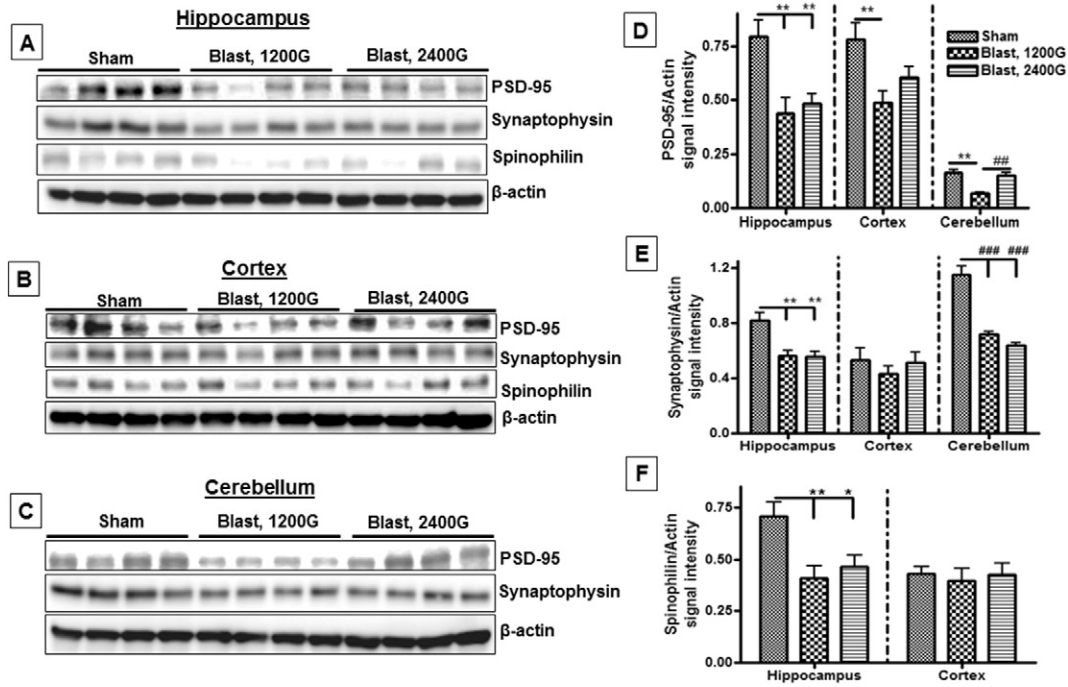 A
Hippocampus
Sham Blast, 1200G Blast, 2400G
PSD-95
Synaptophysin
Spinophilin
β-actin
B
Cortex
Sham Blast, 1200G Blast, 2400G
PSD-95
Synaptophysin
Spinophilin
β-actin
C
Cerebellum
Sham Blast, 1200G Blast, 2400G
PSD-95
Synaptophysin
β-actin
D
PSD-95/Actin
signal intensity
0.75
0.50
0.25
0.00
** **
**
** ##
Sham
Blast, 1200G
Blast, 2400G
Hippocampus Cortex Cerebellum
E
Synaptophysin/Actin
signal intensity
1.2
0.8
0.4
0.0
** **
### ###
Hippocampus Cortex Cerebellum
F
Spinophilin/Actin
signal intensity
0.75
0.50
0.25
0.00
** *
Hippocampus Cortex